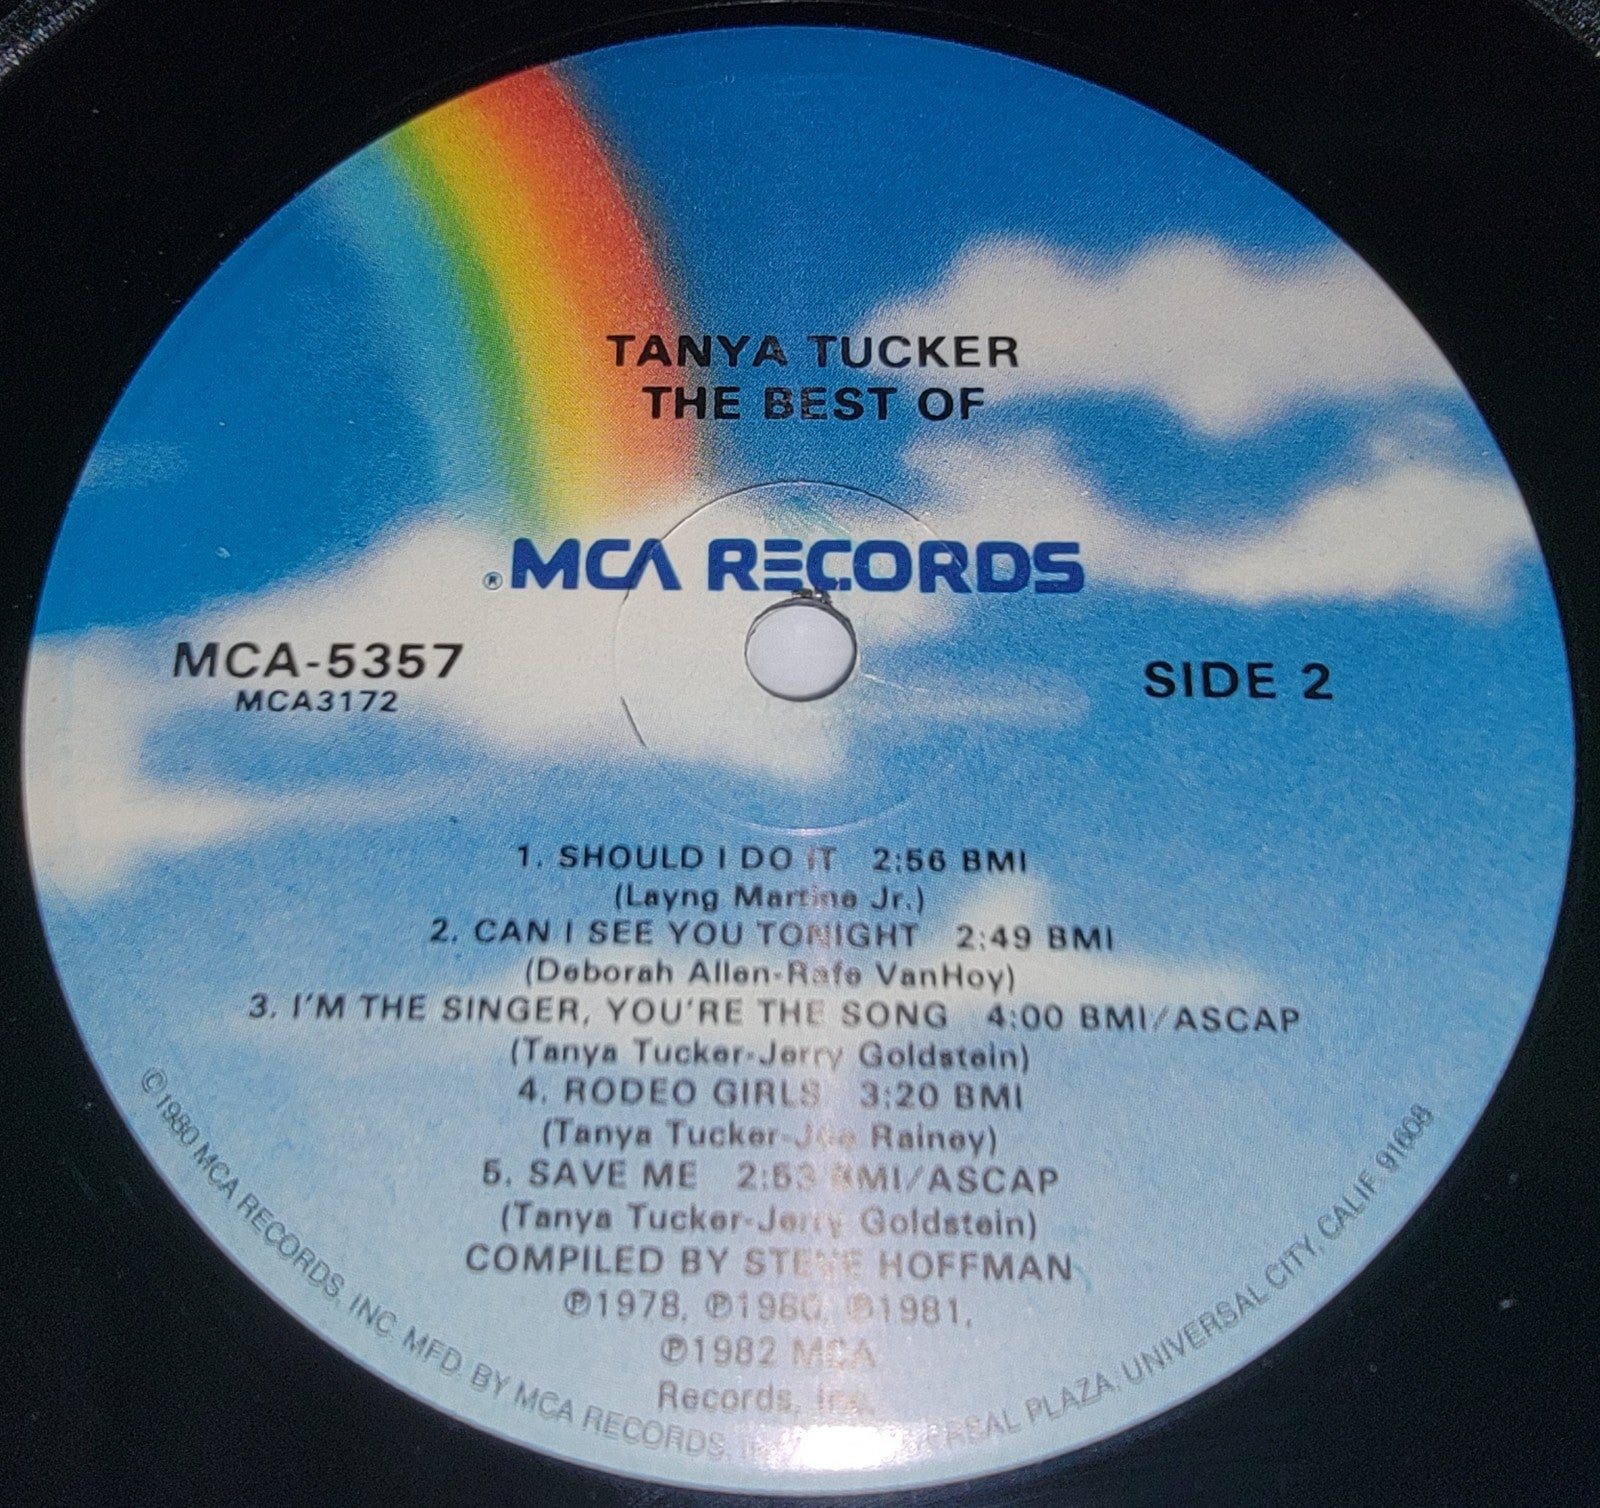 TANYA TUCKER
THE BEST OF
®MCA RECORDS
MCA-5357
MCA3172
SIDE 2
1. SHOULD I DO IT 2:56 BMI
(Layng Martine Jr.)
2. CAN I SEE YOU TONIGHT 2:49 BMI
(Deborah Allen-Rafe VanHoy)
3. I'M THE SINGER, YOU'RE THE SONG 4:00 BMI/ASCAP
(Tanya Tucker-Jerry Goldstein)
4. RODEO GIRLS 3:20 BMI
(Tanya Tucker-Joe Rainey)
5. SAVE ME 2:53 BMI/ASCAP
(Tanya Tucker-Jerry Goldstein)
COMPILED BY STEVE HOFFMAN
℗1978, ℗1980, ℗1981,
℗1982 MCA
Records, Inc.
©1980 MCA RECORDS, INC. MFD. BY MCA RECORDS, PLAZA, UNIVERSAL CITY, CALIF. 91608